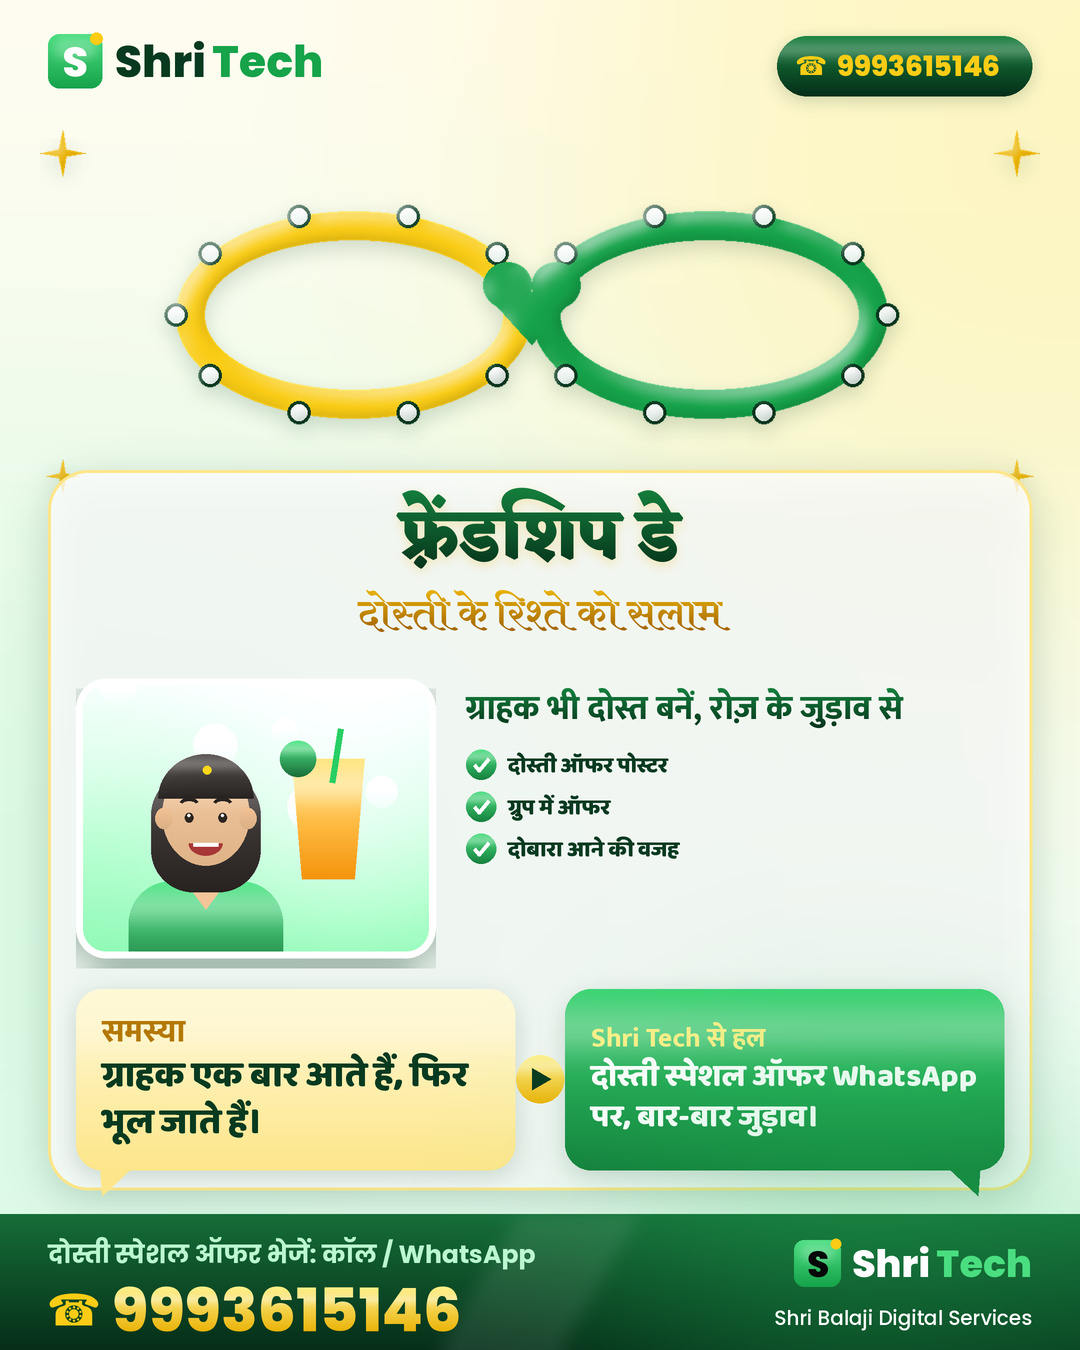 S Shri Tech
☎ 9993615146
फ्रेंडशिप डे
दोस्ती के रिश्ते को सलाम
ग्राहक भी दोस्त बनें, रोज़ के जुड़ाव से
दोस्ती ऑफर पोस्टर
ग्रुप में ऑफर
दोबारा आने की वजह
समस्या
ग्राहक एक बार आते हैं, फिर
भूल जाते हैं।
Shri Tech से हल
दोस्ती स्पेशल ऑफर WhatsApp
पर, बार-बार जुड़ाव।
दोस्ती स्पेशल ऑफर भेजें: कॉल / WhatsApp
☎ 9993615146
S Shri Tech
Shri Balaji Digital Services